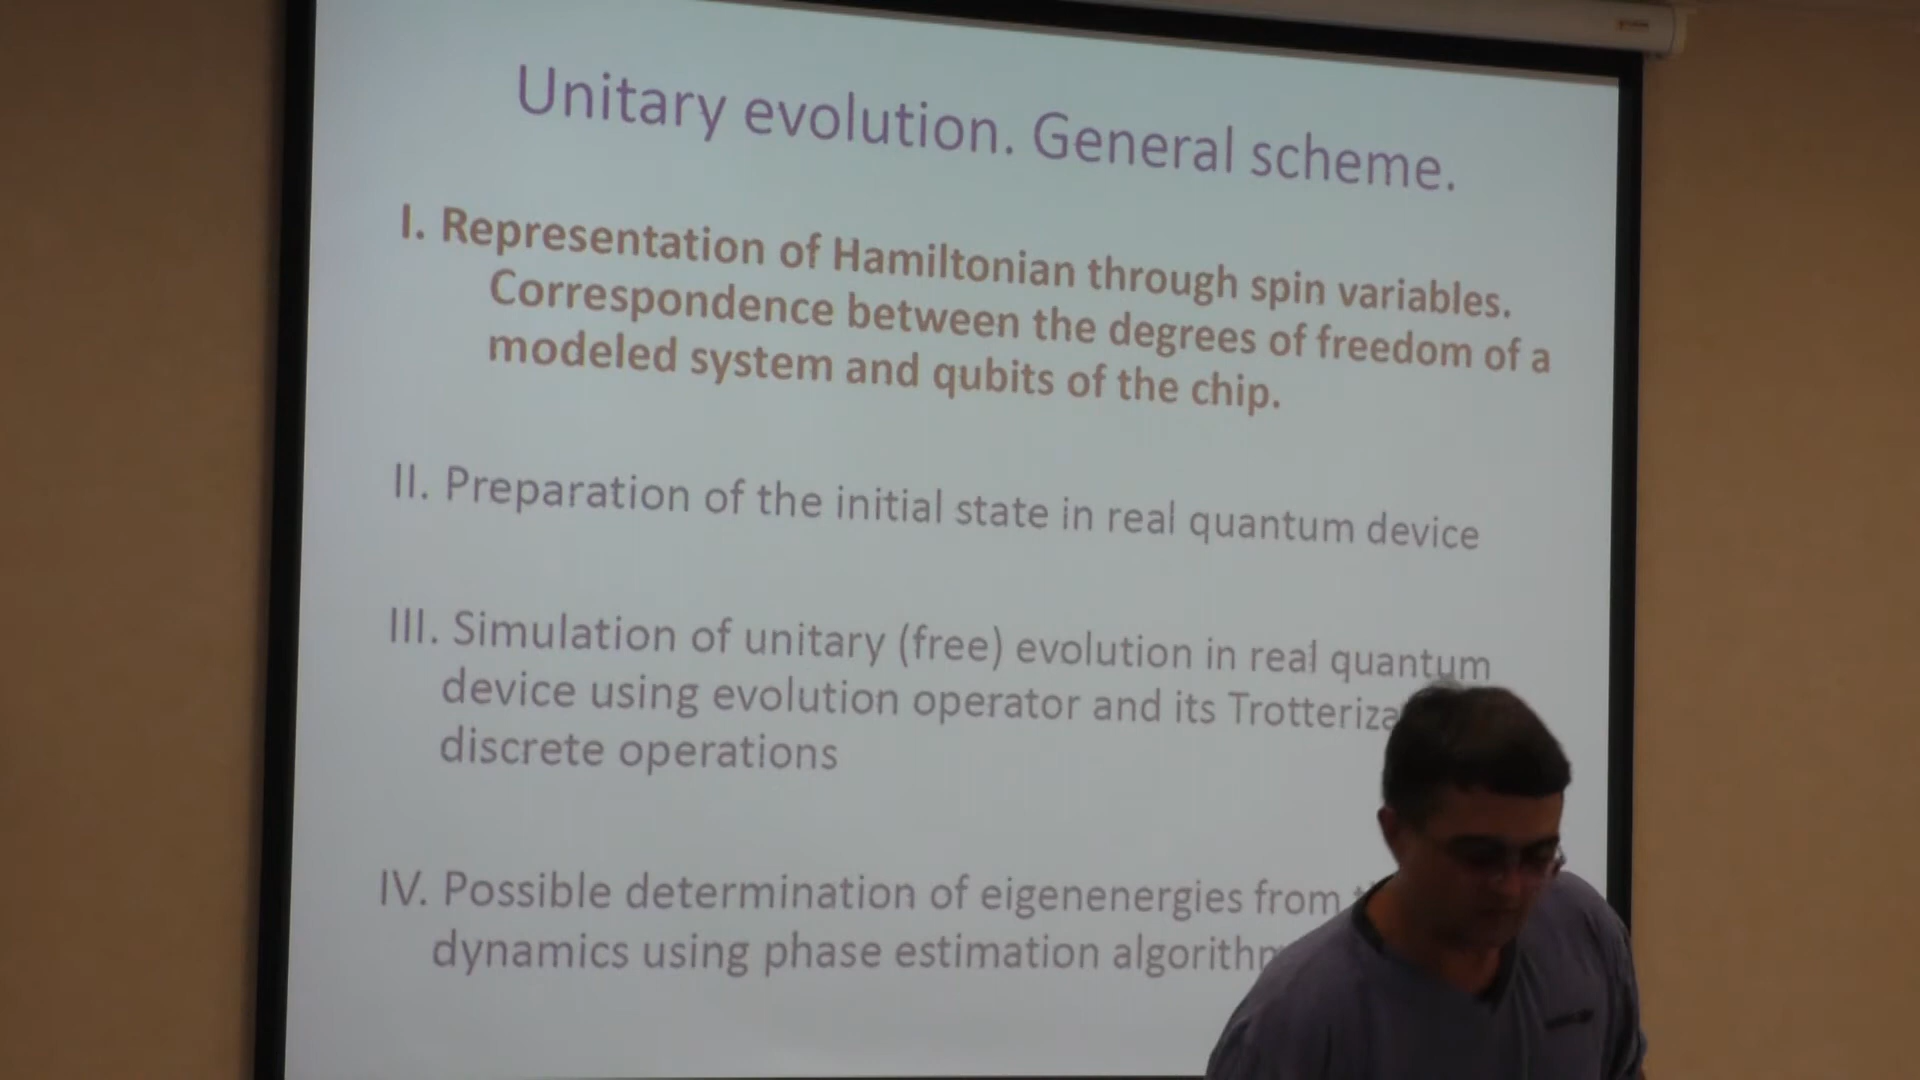 Unitary evolution. General scheme.
I. Representation of Hamiltonian through spin variables.
Correspondence between the degrees of freedom of a
modeled system and qubits of the chip.
II. Preparation of the initial state in real quantum device
III. Simulation of unitary (free) evolution in real quantum
device using evolution operator and its
discrete operations
IV. Possible determination of eigenenergies from
dynamics using phase estimation